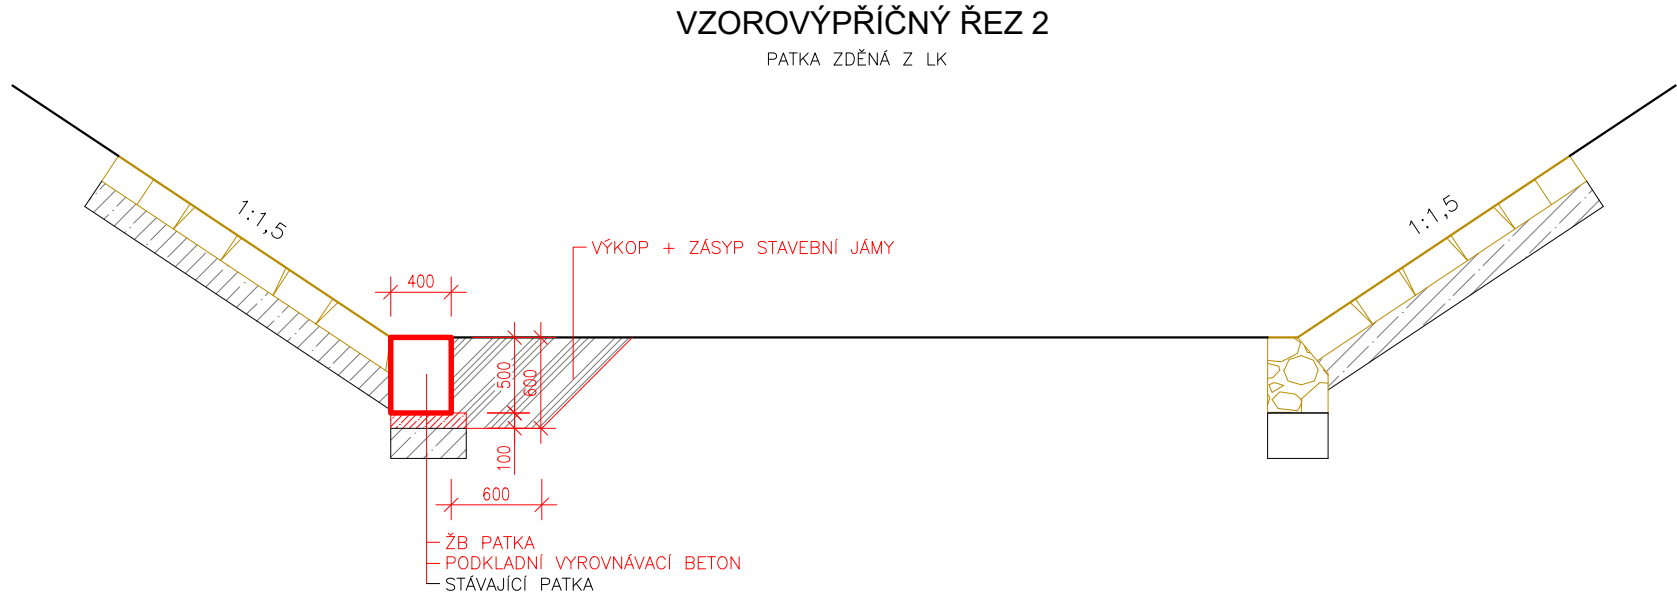 VZOROVÝPŘÍČNÝ ŘEZ 2
PATKA ZDĚNÁ Z LK
1:1,5
1:1,5
VÝKOP + ZÁSYP STAVEBNÍ JÁMY
400
500
600
100
600
ŽB PATKA
PODKLADNÍ VYROVNÁVACÍ BETON
STÁVAJÍCÍ PATKA